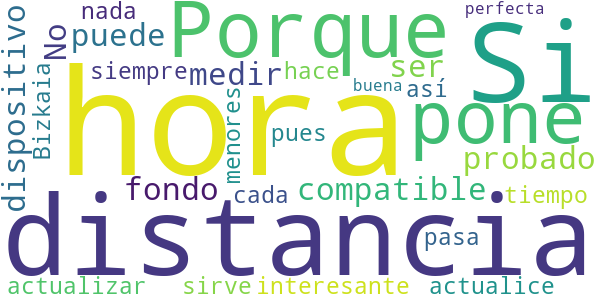 nada Porque perfecta
No puede Si
dispositivo siempre medir hace ser
Bizkaia hora buena así pone
menores pues probado
fondo cada compatible tiempo
distancia pasa
actualizar sirve interesante actualice